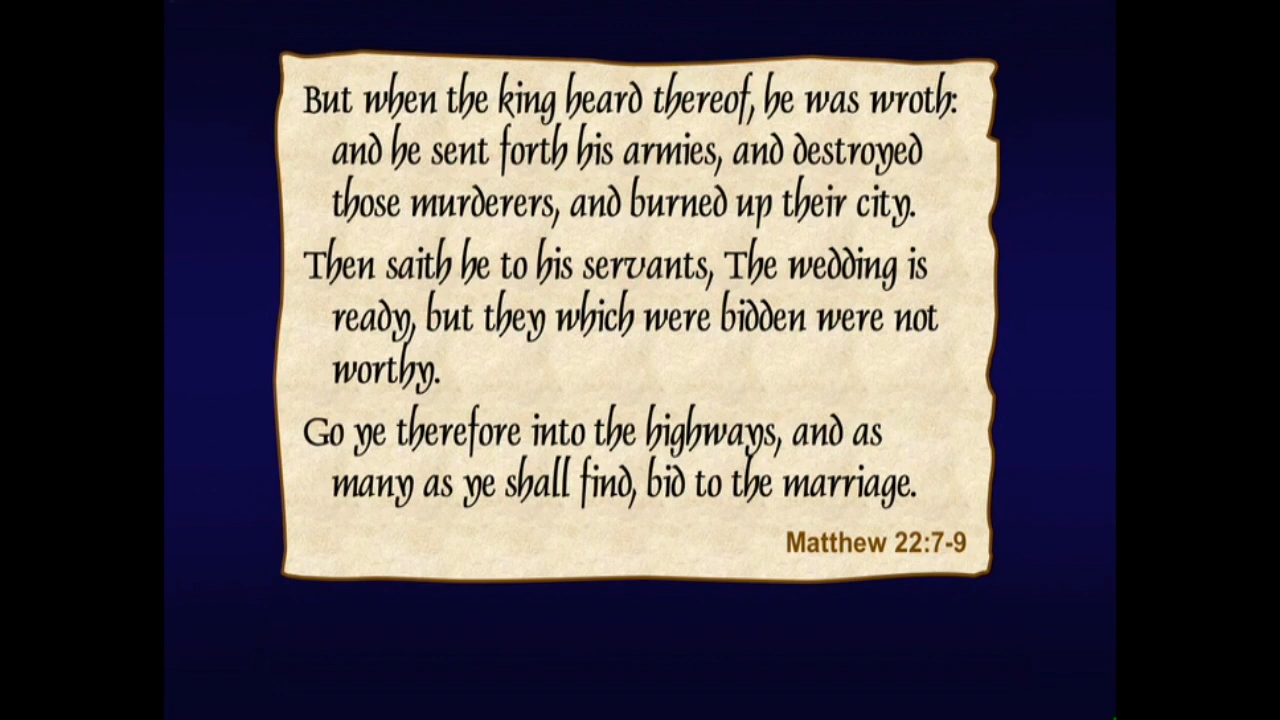 But when the king heard thereof, he was wroth:
and he sent forth his armies, and destroyed
those murderers, and burned up their city.
Then saith he to his servants, The wedding is
ready, but they which were bidden were not
worthy.
Go ye therefore into the highways, and as
many as ye shall find, bid to the marriage.
Matthew 22:7-9